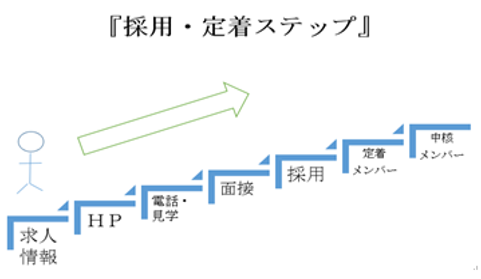 『採用・定着ステップ』
求人
情報
HP
電話・
見学
面接
採用
定着
メンバー
中核
メンバー